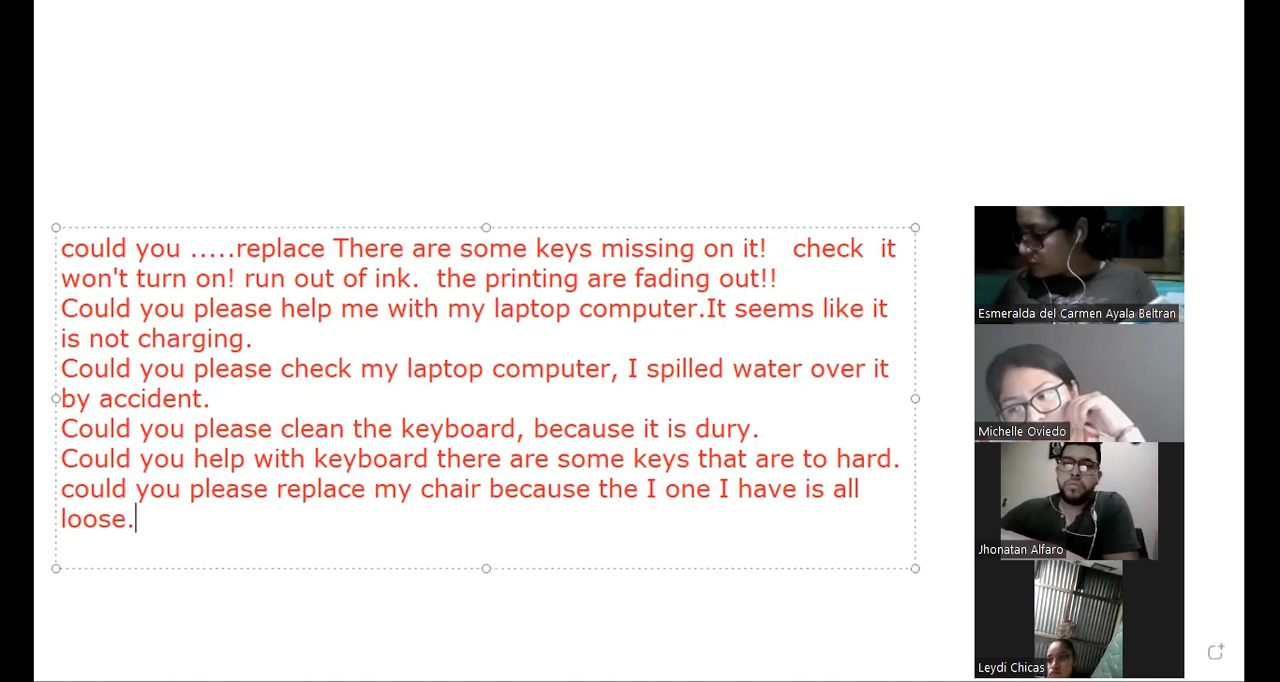 could you .....replace There are some keys missing on it!   check  it
won't turn on! run out of ink.  the printing are fading out!!
Could you please help me with my laptop computer.It seems like it
is not charging.
Could you please check my laptop computer, I spilled water over it
by accident.
Could you please clean the keyboard, because it is dury.
Could you help with keyboard there are some keys that are to hard.
could you please replace my chair because the I one I have is all
loose.
Esmeralda del Carmen Ayala Beltran
Michelle Oviedo
Jhonatan Alfaro
Leydi Chicas